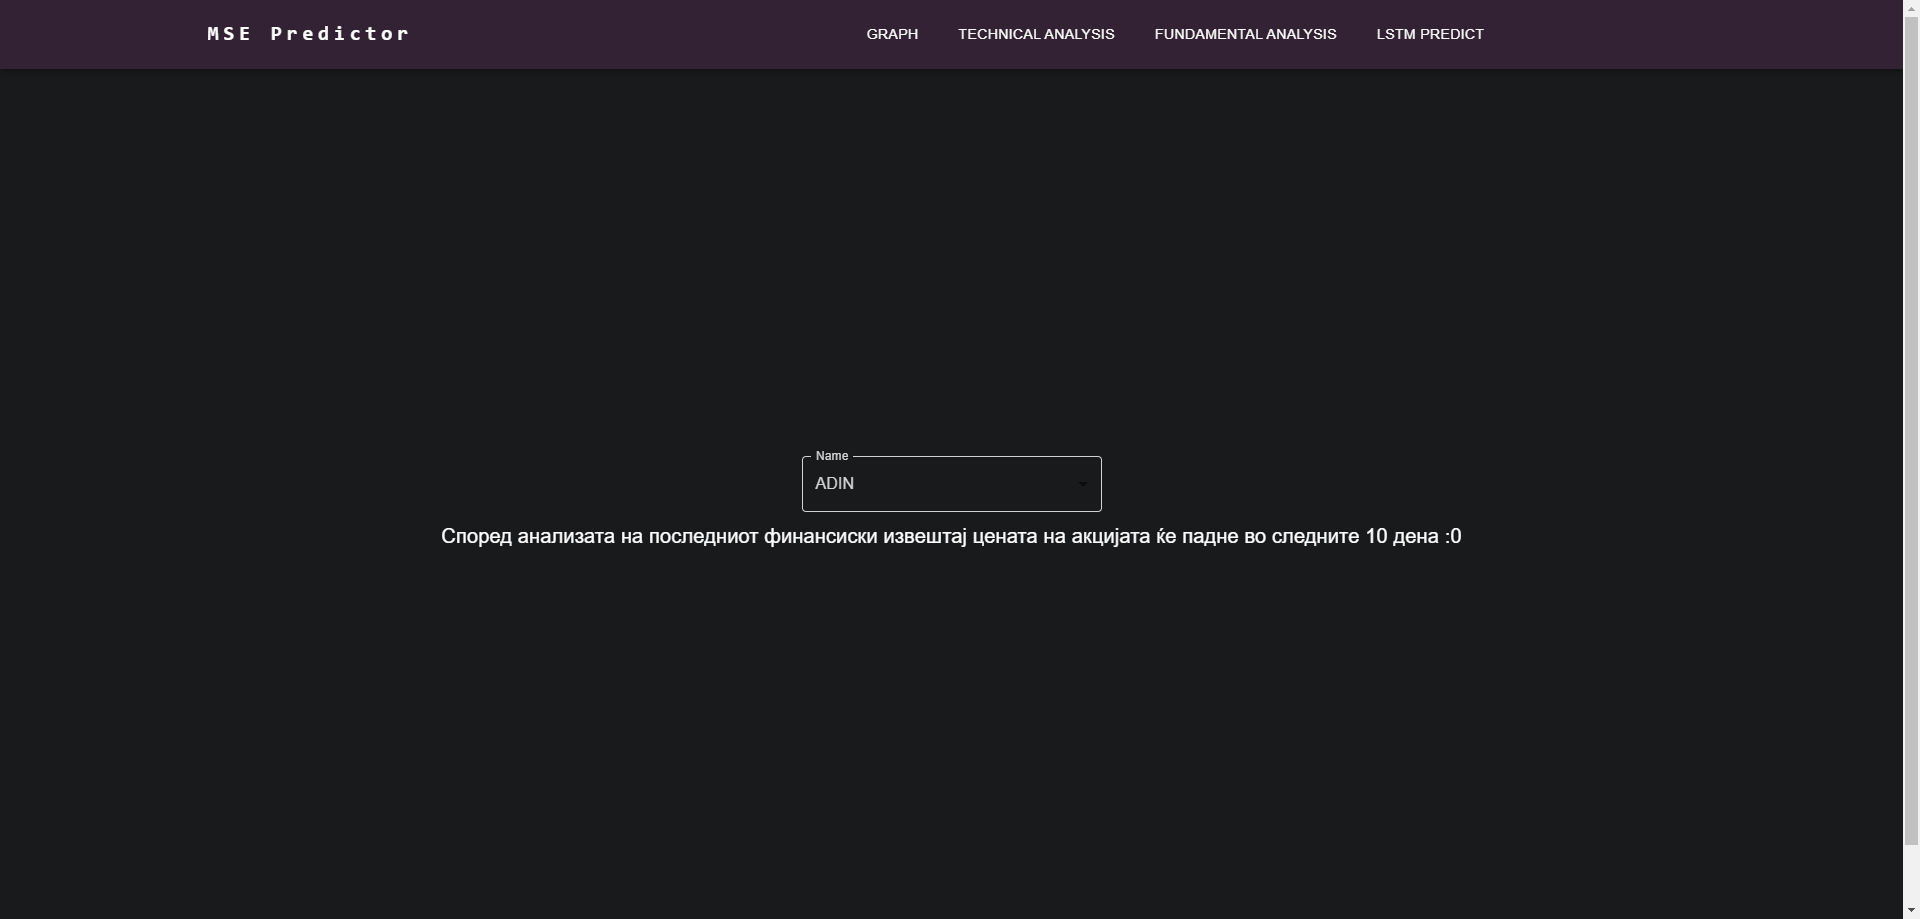 MSE Predictor
GRAPH
TECHNICAL ANALYSIS
FUNDAMENTAL ANALYSIS
LSTM PREDICT
Name
ADIN
Според анализата на последниот финансиски извештај цената на акцијата ќе падне во следните 10 дена :0